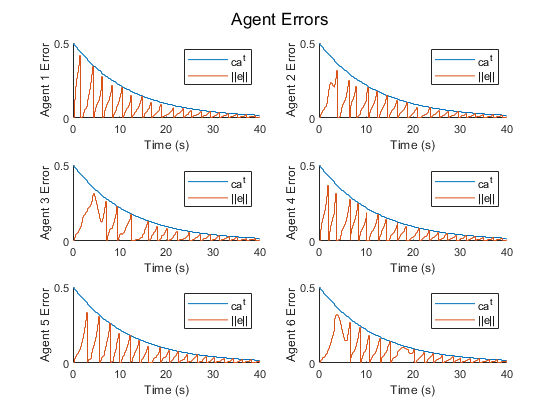 Agent Errors
0.5
0
Agent 1 Error
ca^t
||e||
0 10 20 30 40
Time (s)
0.5
0
Agent 2 Error
ca^t
||e||
0 10 20 30 40
Time (s)
0.5
0
Agent 3 Error
ca^t
||e||
0 10 20 30 40
Time (s)
0.5
0
Agent 4 Error
ca^t
||e||
0 10 20 30 40
Time (s)
0.5
0
Agent 5 Error
ca^t
||e||
0 10 20 30 40
Time (s)
0.5
0
Agent 6 Error
ca^t
||e||
0 10 20 30 40
Time (s)